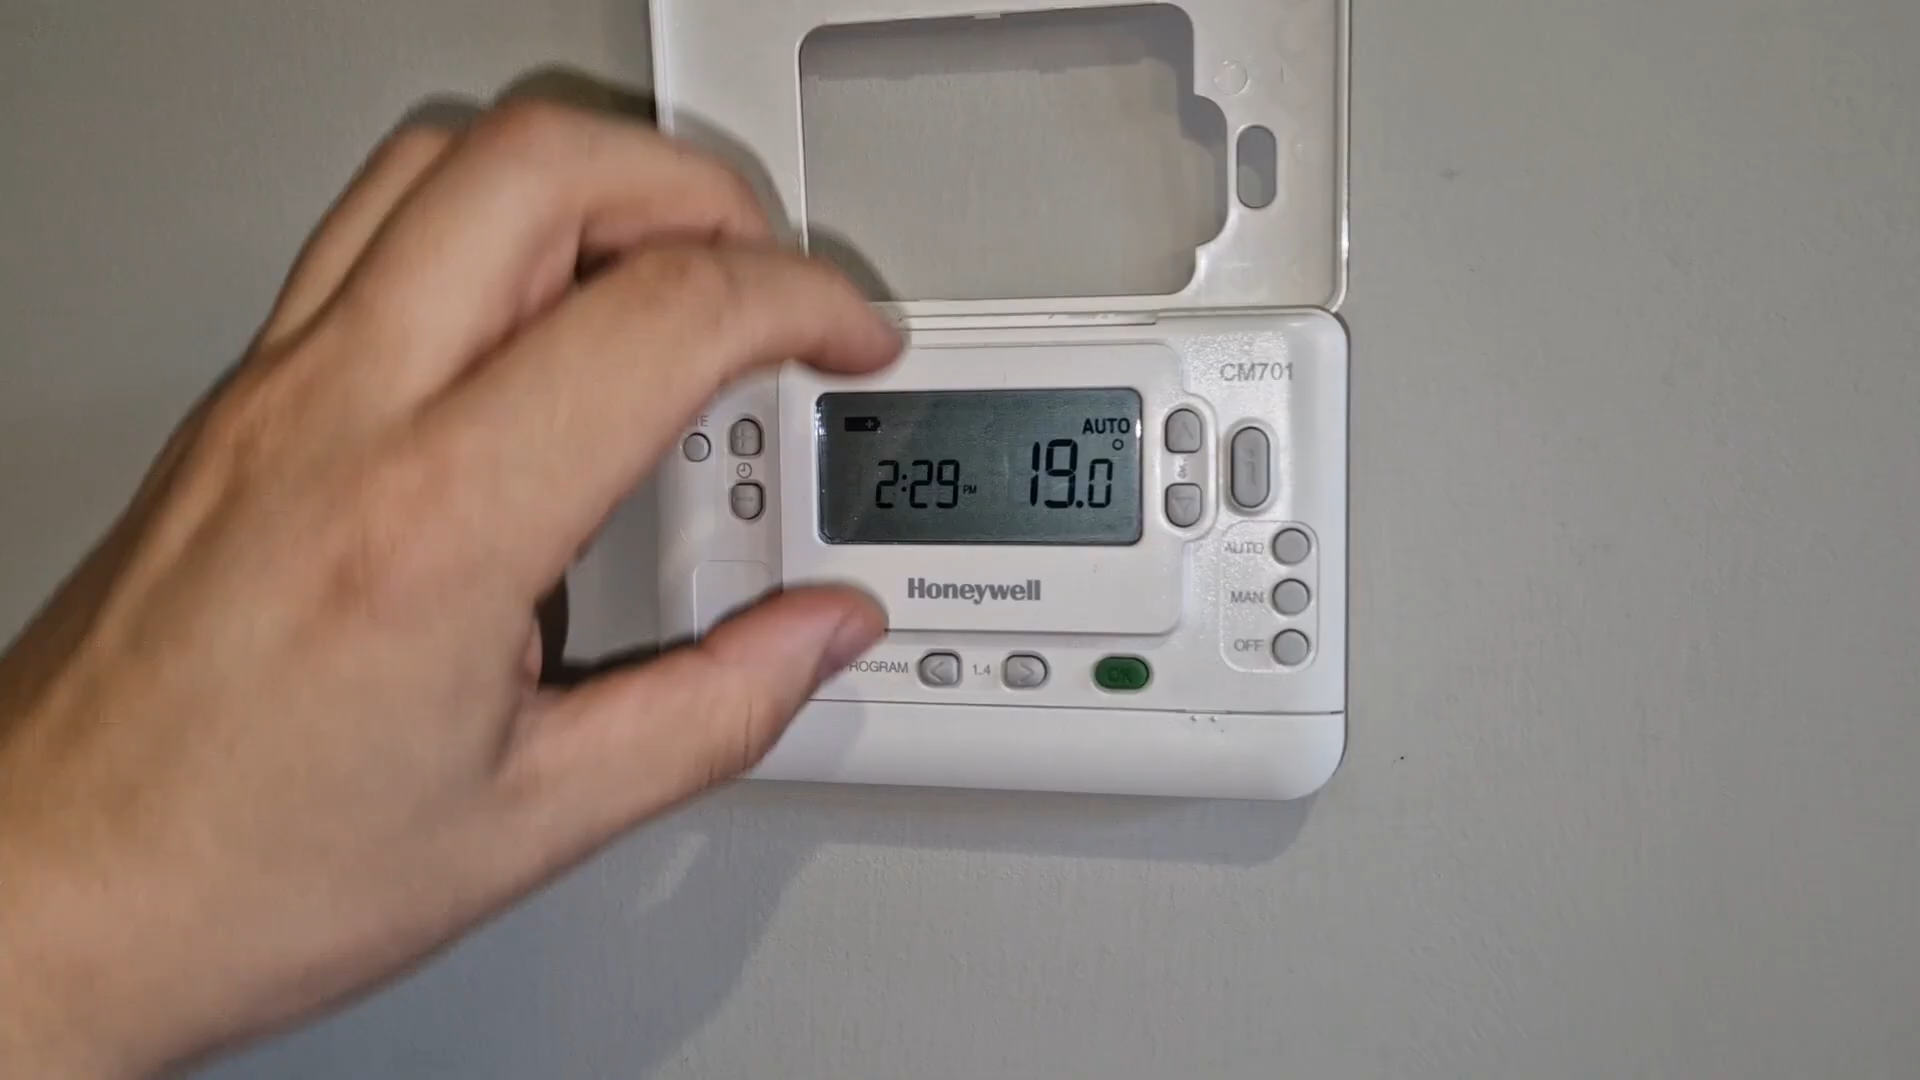 CM701
AUTO
2:29 PM 19.0°
AUTO
MAN
OFF
Honeywell
1..4
OK